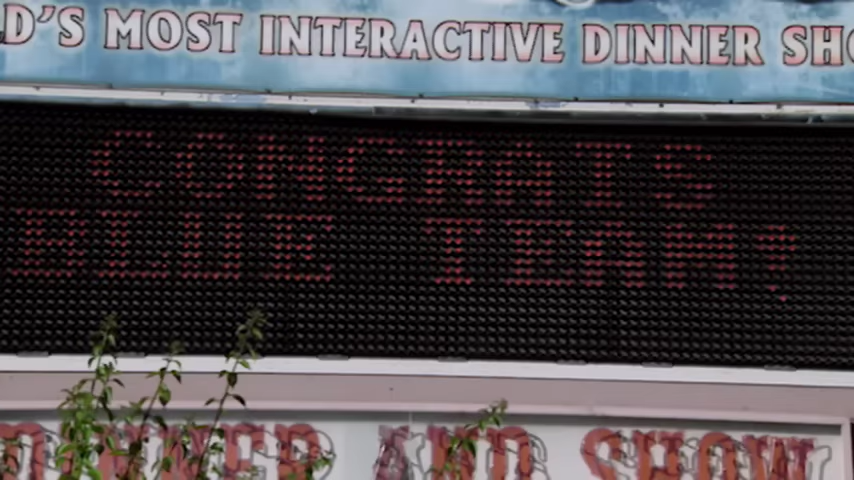 D'S MOST INTERACTIVE DINNER SHO
CONGRATS
BLUE TEAM!
DINNER AND SHOW